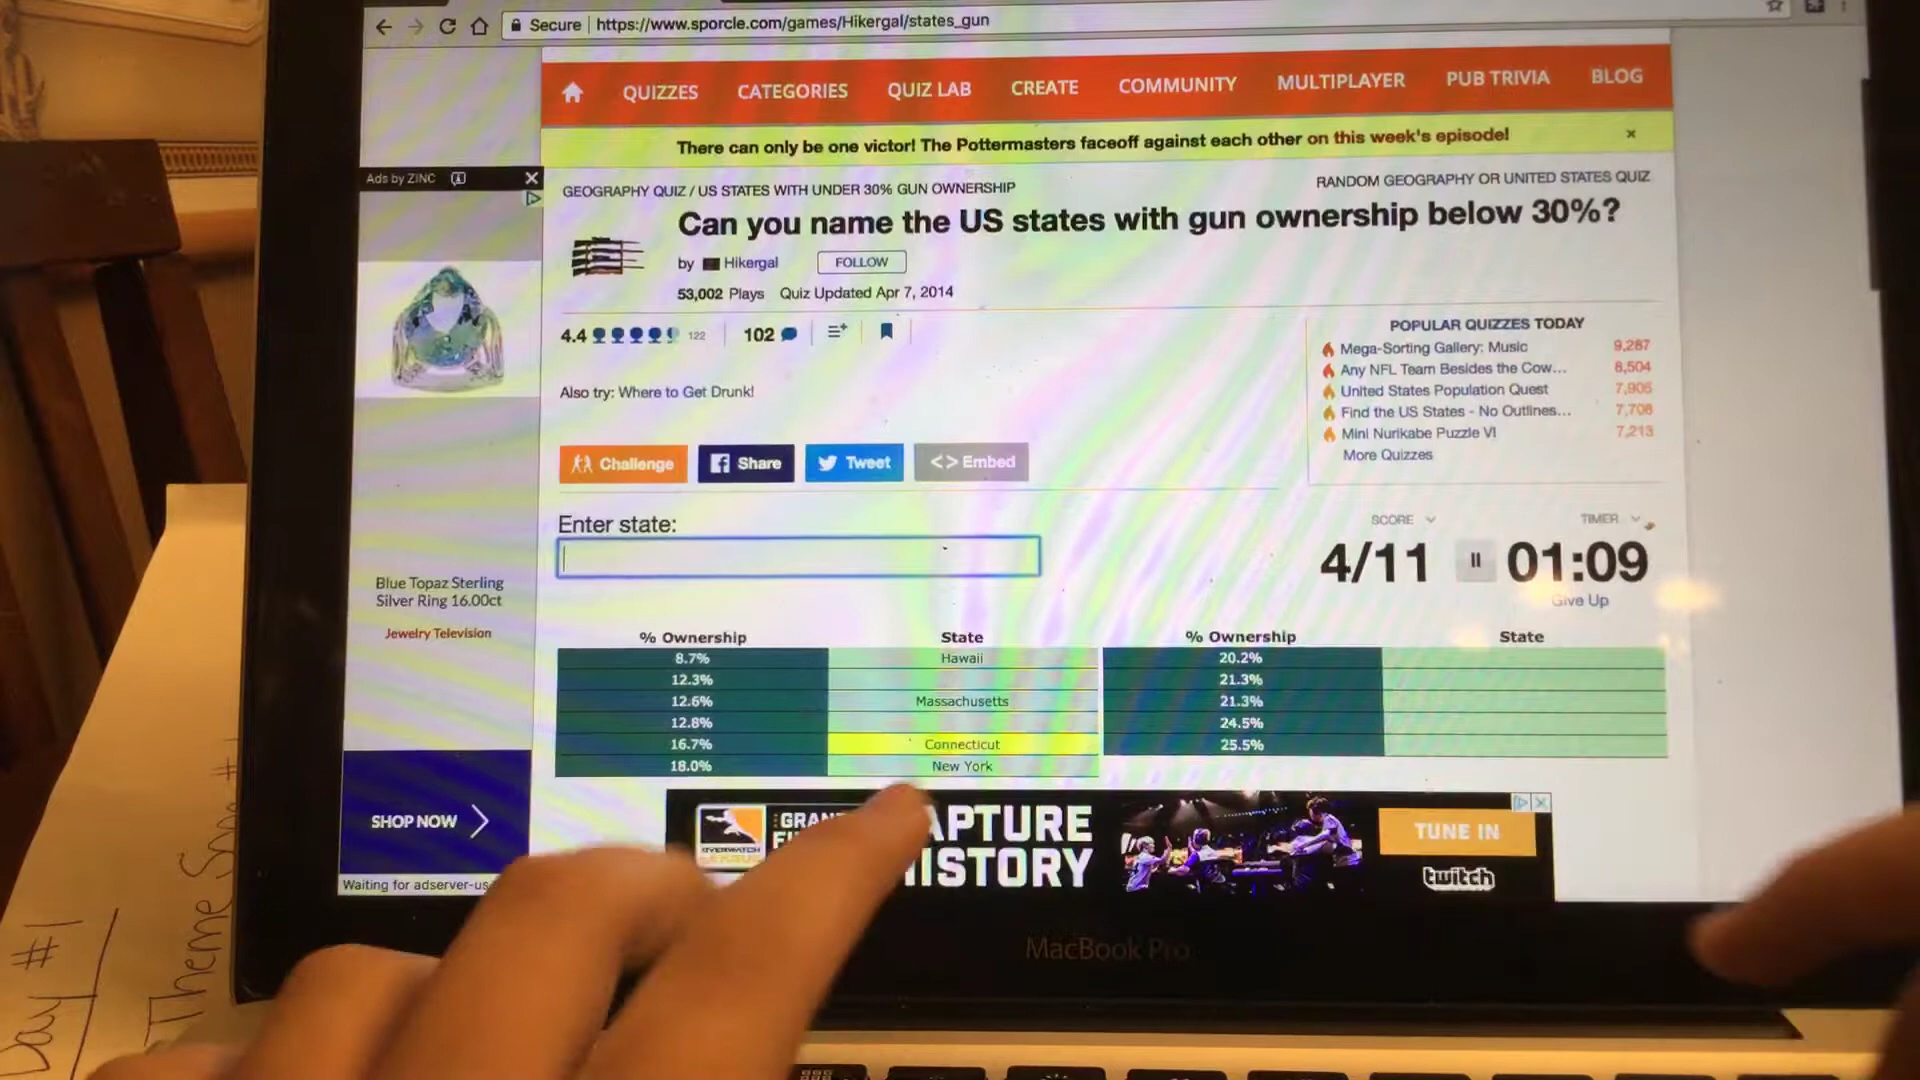 Secure | https://www.sporcle.com/games/Hikergal/states_gun
QUIZZES CATEGORIES QUIZ LAB CREATE COMMUNITY MULTIPLAYER PUB TRIVIA BLOG
There can only be one victor! The Pottermasters faceoff against each other on this week's episode!
Ads by ZINC
GEOGRAPHY QUIZ / US STATES WITH UNDER 30% GUN OWNERSHIP
RANDOM GEOGRAPHY OR UNITED STATES QUIZ
Can you name the US states with gun ownership below 30%?
by Hikergal FOLLOW
53,002 Plays Quiz Updated Apr 7, 2014
4.4 122 102
Also try: Where to Get Drunk!
POPULAR QUIZZES TODAY
Mega-Sorting Gallery: Music 9,287
Any NFL Team Besides the Cow... 8,504
United States Population Quest 7,905
Find the US States - No Outlines... 7,708
Mini Nurikabe Puzzle VI 7,213
More Quizzes
Challenge Share Tweet <> Embed
Enter state:
SCORE TIMER
4/11 01:09
Give Up
Blue Topaz Sterling
Silver Ring 16.00ct
Jewelry Television
SHOP NOW
Waiting for adserver-us
% Ownership State % Ownership State
8.7% Hawaii 20.2%
12.3% 21.3%
12.6% Massachusetts 21.3%
12.8% 24.5%
16.7% Connecticut 25.5%
18.0% New York
OVERWATCH
APTURE
HISTORY
TUNE IN
twitch
MacBook Pro
Day #1
Theme